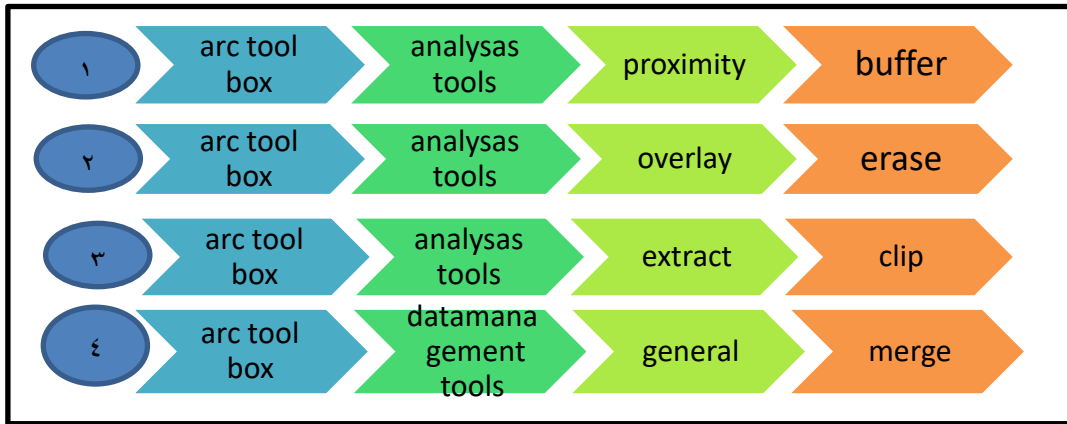 ١
arc tool
box
analysas
tools
proximity
buffer
٢
arc tool
box
analysas
tools
overlay
erase
٣
arc tool
box
analysas
tools
extract
clip
٤
arc tool
box
datamana
gement
tools
general
merge